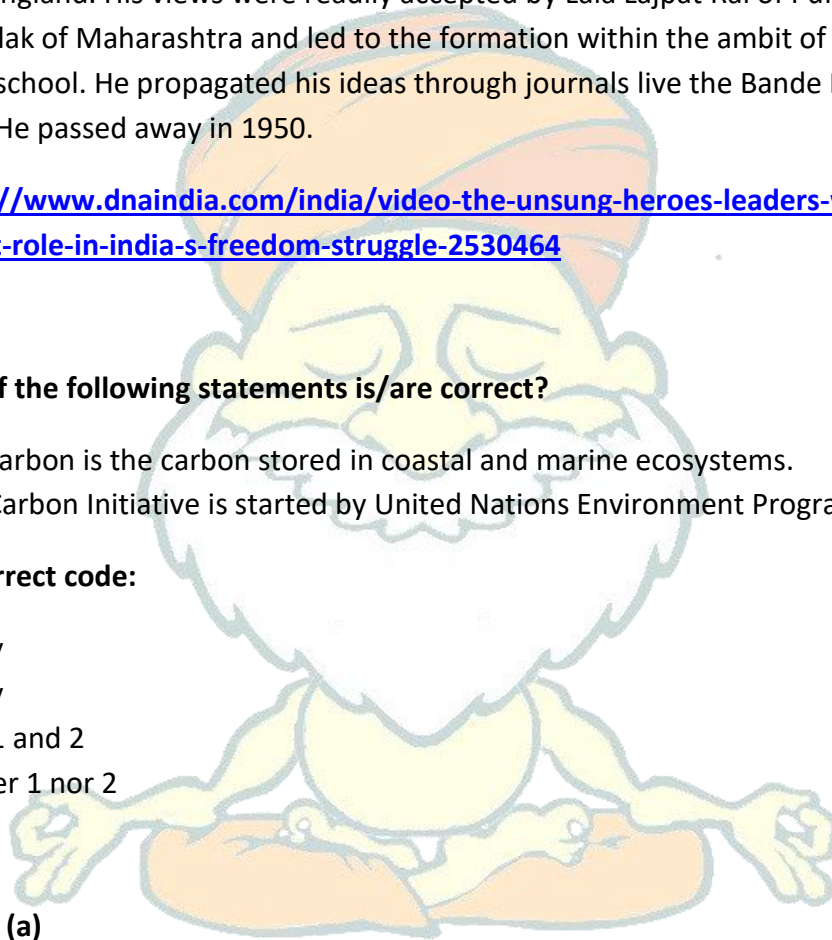 ngland. His views were readily accepted by Lala Lajpat Rai of Pun
lak of Maharashtra and led to the formation within the ambit of
school. He propagated his ideas through journals live the Bande
He passed away in 1950.
//www.dnaindia.com/india/video-the-unsung-heroes-leaders-
t-role-in-india-s-freedom-struggle-2530464
f the following statements is/are correct?
arbon is the carbon stored in coastal and marine ecosystems.
Carbon Initiative is started by United Nations Environment Progra
rrect code:
y
y
1 and 2
er 1 nor 2
(a)